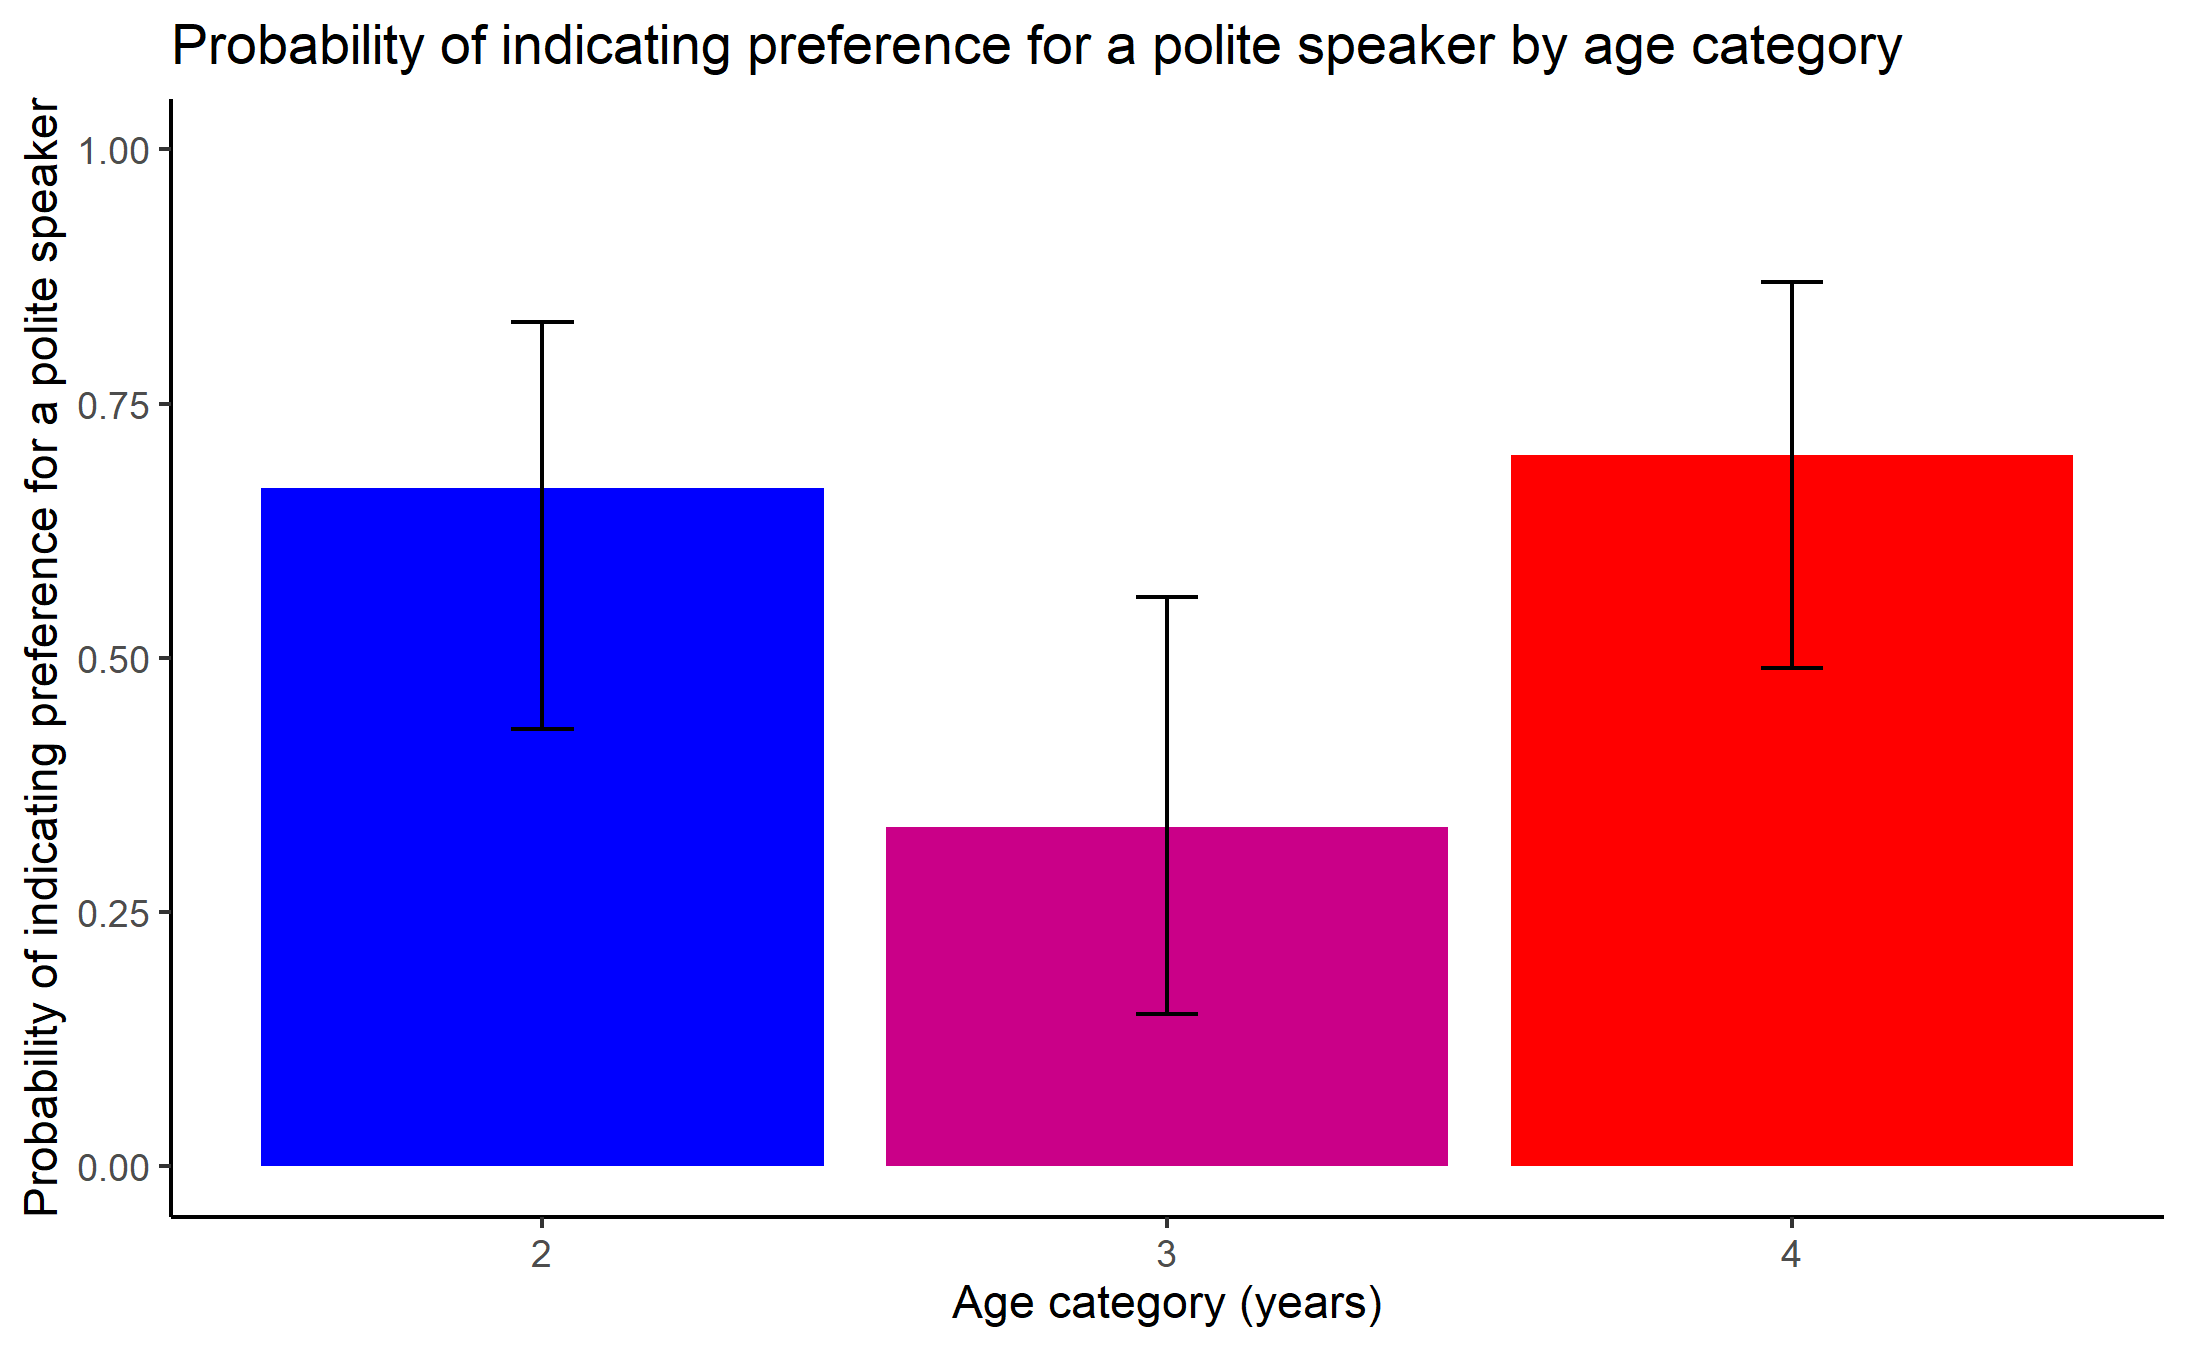 Probability of indicating preference for a polite speaker by age category
Probability of indicating preference for a polite speaker
1.00
0.75
0.50
0.25
0.00
2
3
4
Age category (years)